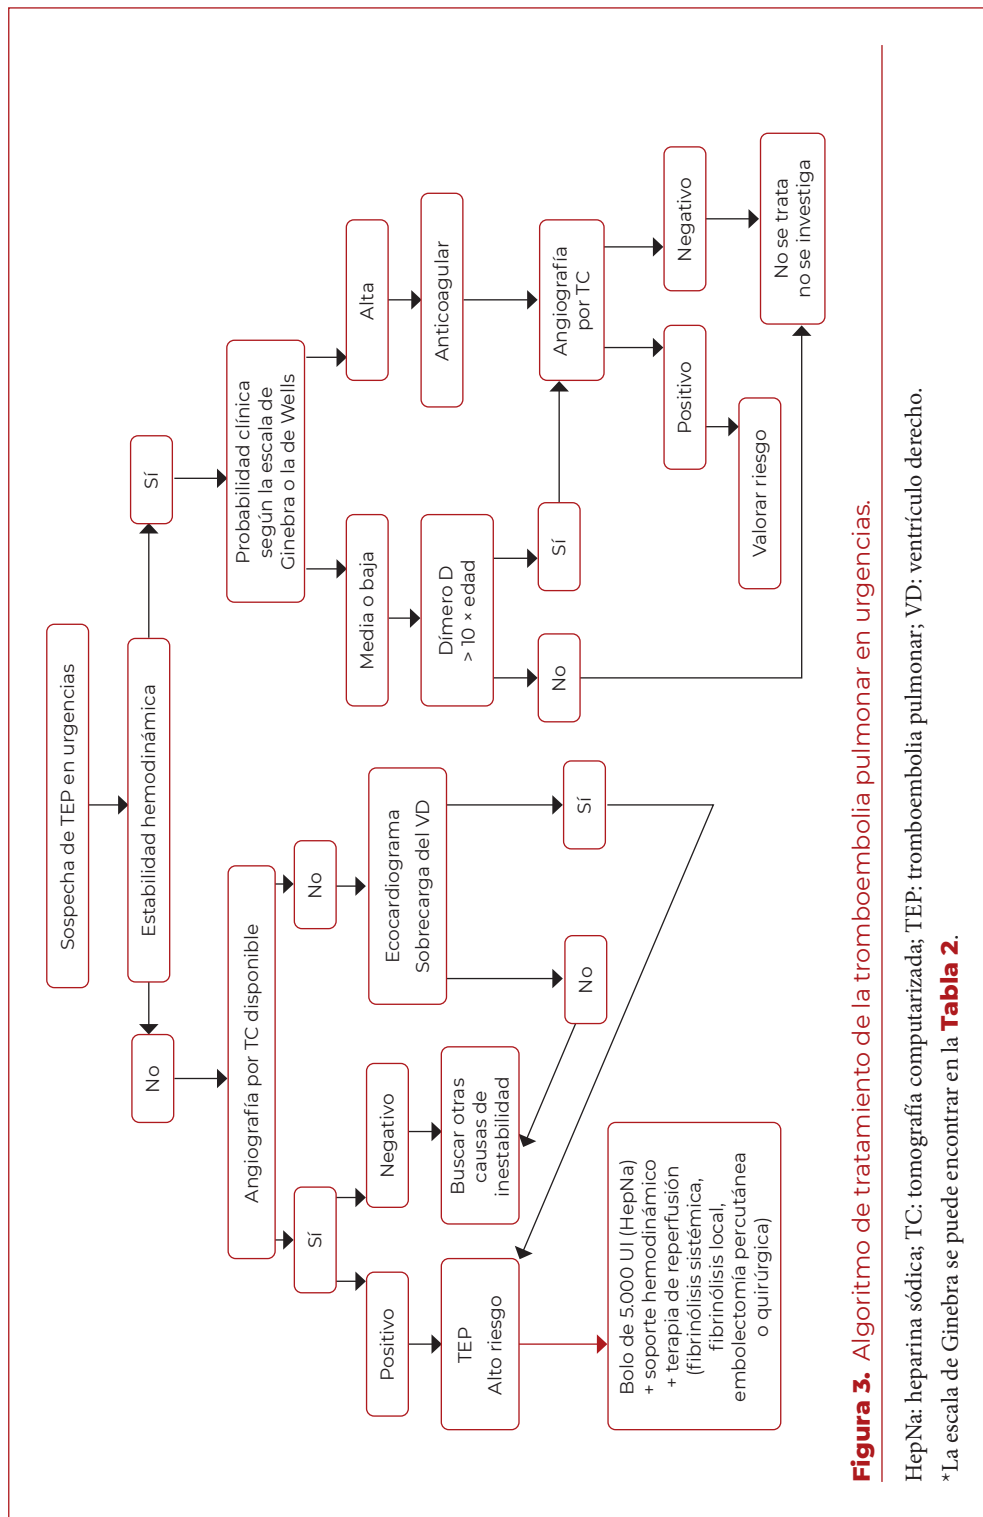 Sospecha de TEP en urgencias
Estabilidad hemodinámica
No
Sí
Angiografía por TC disponible
Sí
No
Positivo
Negativo
TEP
Alto riesgo
Buscar otras
causas de
inestabilidad
Ecocardiograma
Sobrecarga del VD
No
Sí
Bolo de 5.000 UI (HepNa)
+ soporte hemodinámico
+ terapia de reperfusión
(fibrinólisis sistémica,
fibrinólisis local,
embolectomía percutánea
o quirúrgica)
Probabilidad clínica
según la escala de
Ginebra o la de Wells
Media o baja
Alta
Dímero D
> 10 × edad
Anticoagular
No
Sí
Angiografía
por TC
Positivo
Negativo
Valorar riesgo
No se trata
no se investiga
Figura 3. Algoritmo de tratamiento de la tromboembolia pulmonar en urgencias.
HepNa: heparina sódica; TC: tomografía computarizada; TEP: tromboembolia pulmonar; VD: ventrículo derecho.
*La escala de Ginebra se puede encontrar en la Tabla 2.